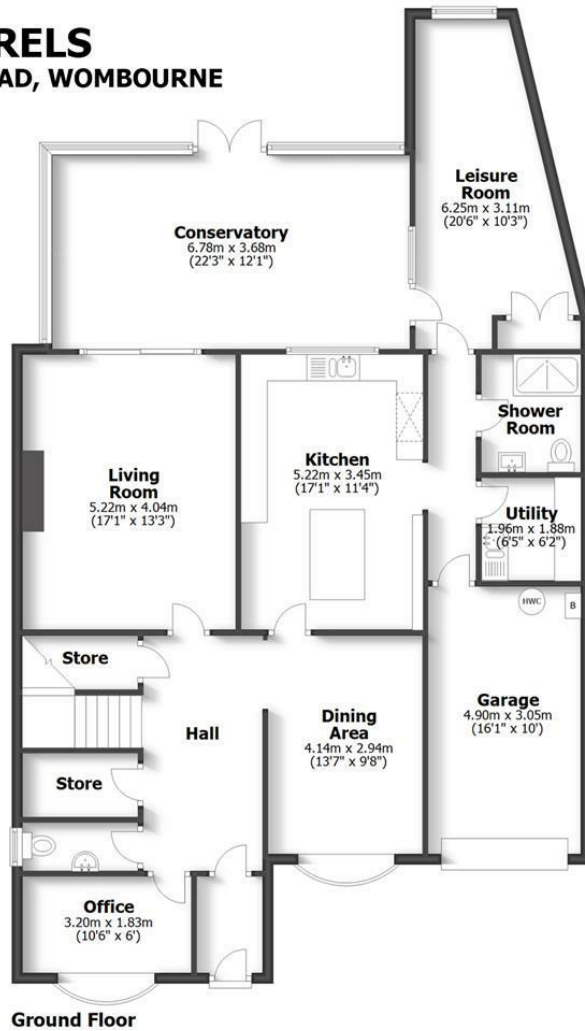 RELS
AD, WOMBOURNE
Leisure
Room
6.25m x 3.11m
(20'6" x 10'3")
Conservatory
6.78m x 3.68m
(22'3" x 12'1")
Shower
Room
Kitchen
5.22m x 3.45m
(17'1" x 11'4")
Living
Room
5.22m x 4.04m
(17'1" x 13'3")
Utility
1.96m x 1.88m
(6'5" x 6'2")
HWC
B
Store
Garage
4.90m x 3.05m
(16'1" x 10')
Dining
Area
4.14m x 2.94m
(13'7" x 9'8")
Hall
Store
Office
3.20m x 1.83m
(10'6" x 6')
Ground Floor